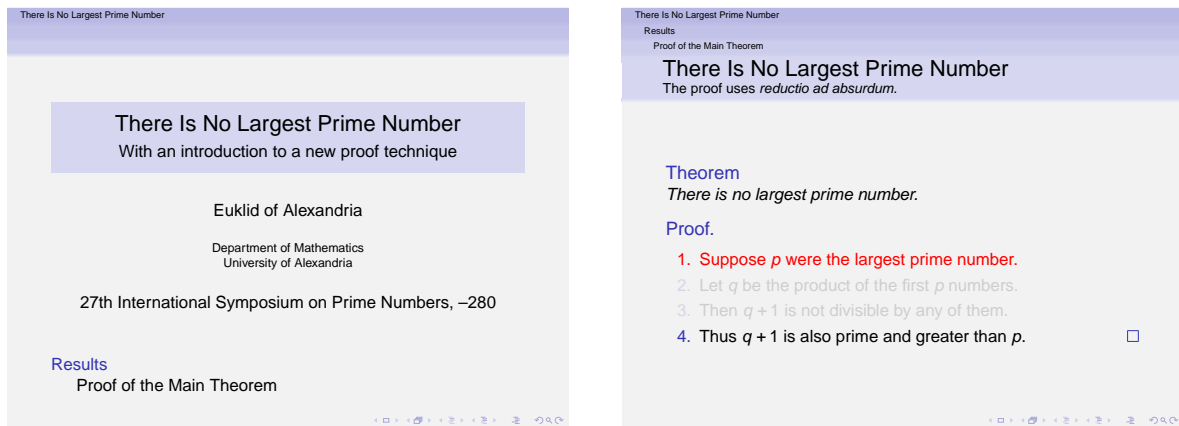 There Is No Largest Prime Number
There Is No Largest Prime Number
With an introduction to a new proof technique
Euklid of Alexandria
Department of Mathematics
University of Alexandria
27th International Symposium on Prime Numbers, –280
Results
Proof of the Main Theorem
There Is No Largest Prime Number
Results
Proof of the Main Theorem
There Is No Largest Prime Number
The proof uses reductio ad absurdum.
Theorem
There is no largest prime number.
Proof.
1. Suppose p were the largest prime number.
2. Let q be the product of the first p numbers.
3. Then q + 1 is not divisible by any of them.
4. Thus q + 1 is also prime and greater than p. □